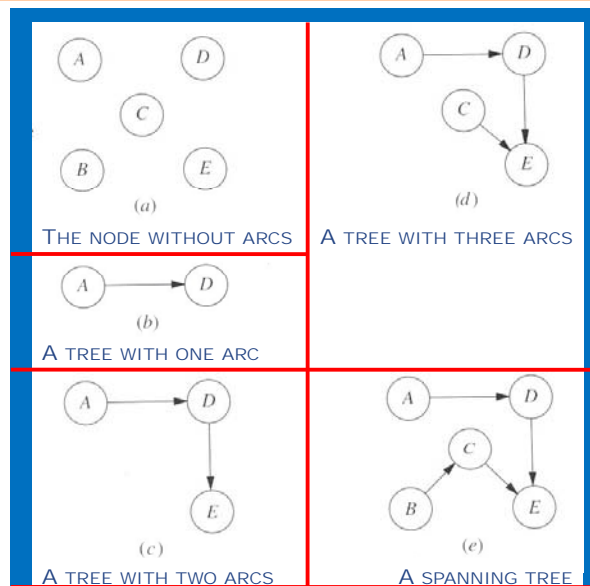 A
D
C
B
E
(a)
THE NODE WITHOUT ARCS
A
D
(b)
A TREE WITH ONE ARC
A
D
E
(c)
A TREE WITH TWO ARCS
A
D
C
E
(d)
A TREE WITH THREE ARCS
A
D
C
B
E
(e)
A SPANNING TREE